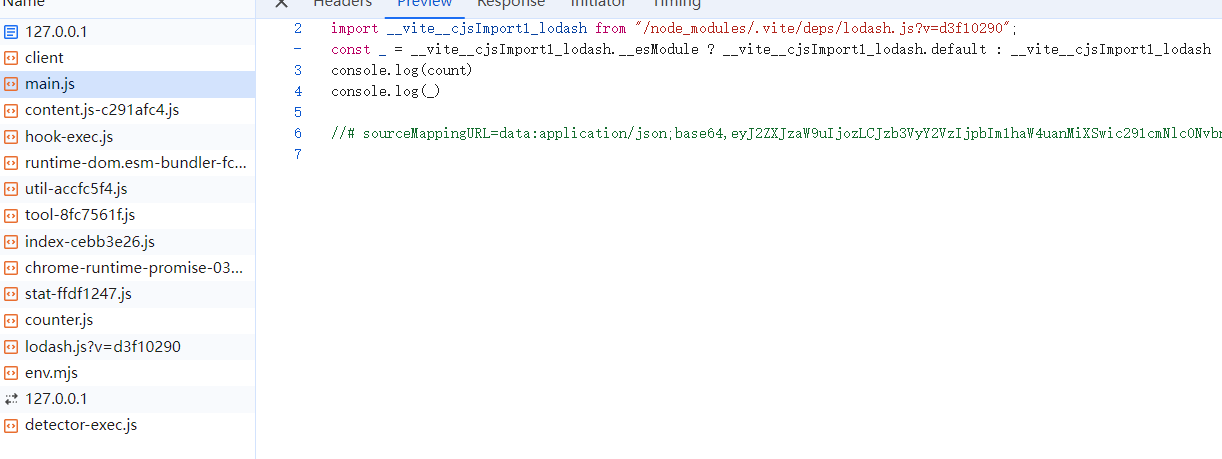 Name
127.0.0.1
client
main.js
content.js-c291afc4.js
hook-exec.js
runtime-dom.esm-bundler-fc...
util-accfc5f4.js
tool-8fc7561f.js
index-cebb3e26.js
chrome-runtime-promise-03...
stat-ffdf1247.js
counter.js
lodash.js?v=d3f10290
env.mjs
127.0.0.1
detector-exec.js
Headers Preview Response Initiator Timing
2 import __vite__cjsImport1_lodash from "/node_modules/.vite/deps/lodash.js?v=d3f10290";
- const _ = __vite__cjsImport1_lodash.__esModule ? __vite__cjsImport1_lodash.default : __vite__cjsImport1_lodash
3 console.log(count)
4 console.log(_)
5
6 //# sourceMappingURL=data:application/json;base64,eyJ2ZXJzaW9uIjozLCJzb3VyY2VzIjpbIm1haW4uanMiXSwic291cmNlc0Nvbn
7